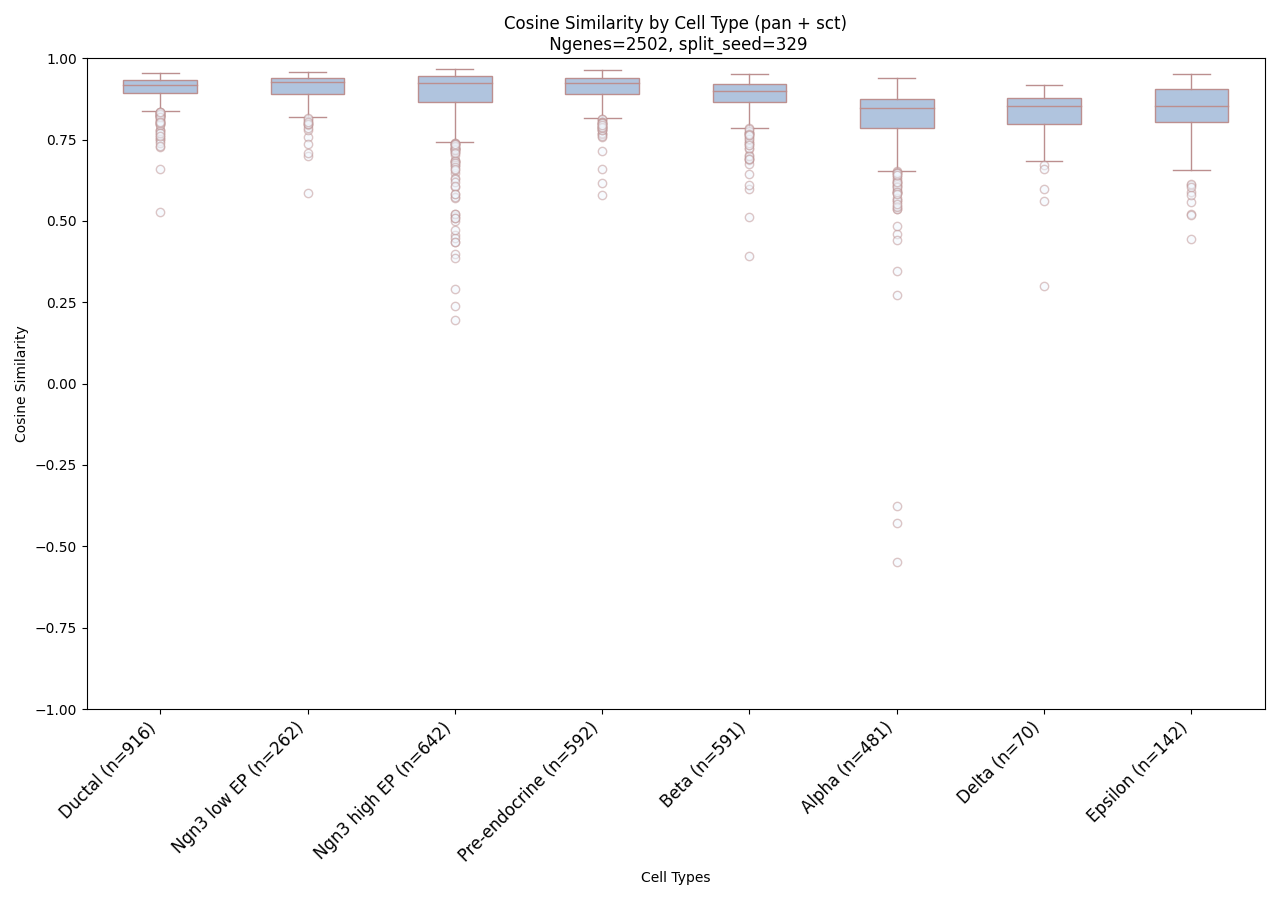 Cosine Similarity by Cell Type (pan + sct)
Ngenes=2502, split_seed=329
1.00
0.75
0.50
0.25
0.00
−0.25
−0.50
−0.75
−1.00
Cosine Similarity
Ductal (n=916)
Ngn3 low EP (n=262)
Ngn3 high EP (n=642)
Pre-endocrine (n=592)
Beta (n=591)
Alpha (n=481)
Delta (n=70)
Epsilon (n=142)
Cell Types